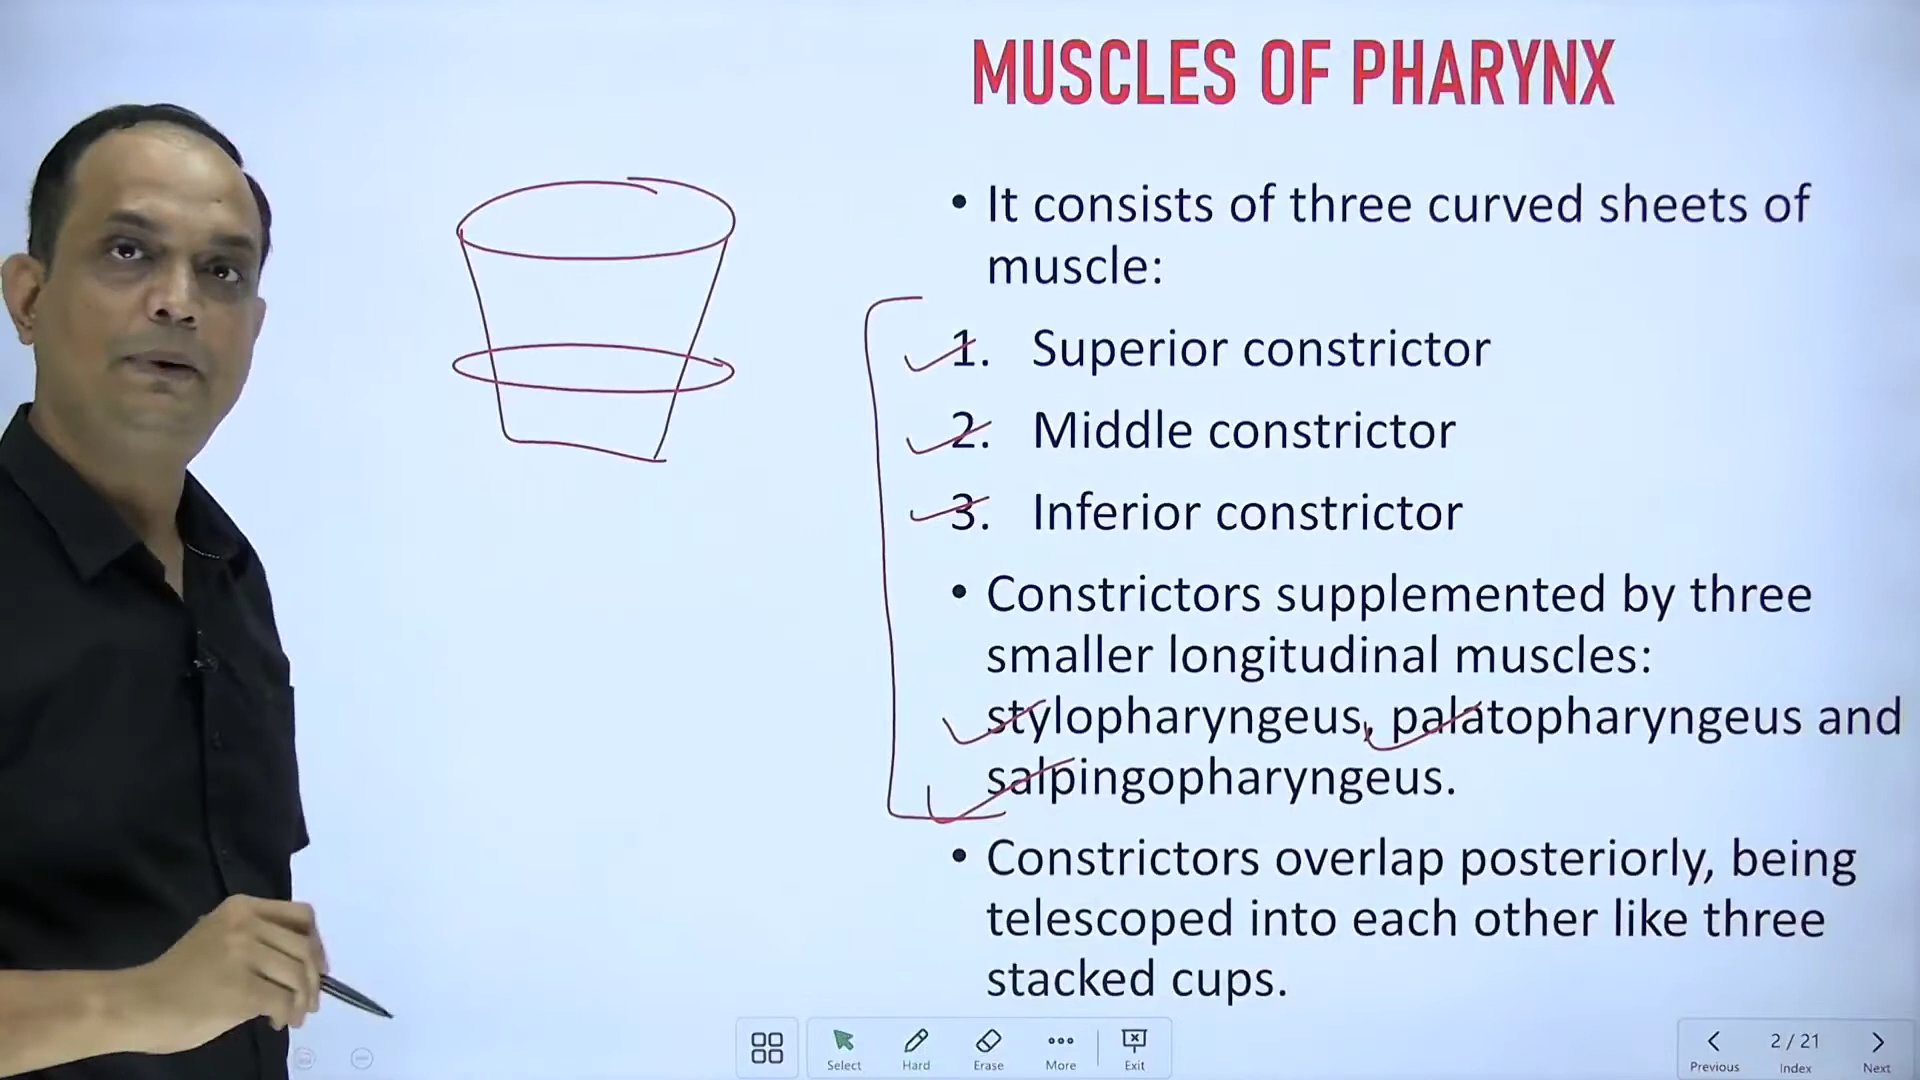 MUSCLES OF PHARYNX
• It consists of three curved sheets of
muscle:
1. Superior constrictor
2. Middle constrictor
3. Inferior constrictor
• Constrictors supplemented by three
smaller longitudinal muscles:
stylopharyngeus, palatopharyngeus and
salpingopharyngeus.
• Constrictors overlap posteriorly, being
telescoped into each other like three
stacked cups.
Select Hard Erase More Exit
2 / 21
Previous Index Next